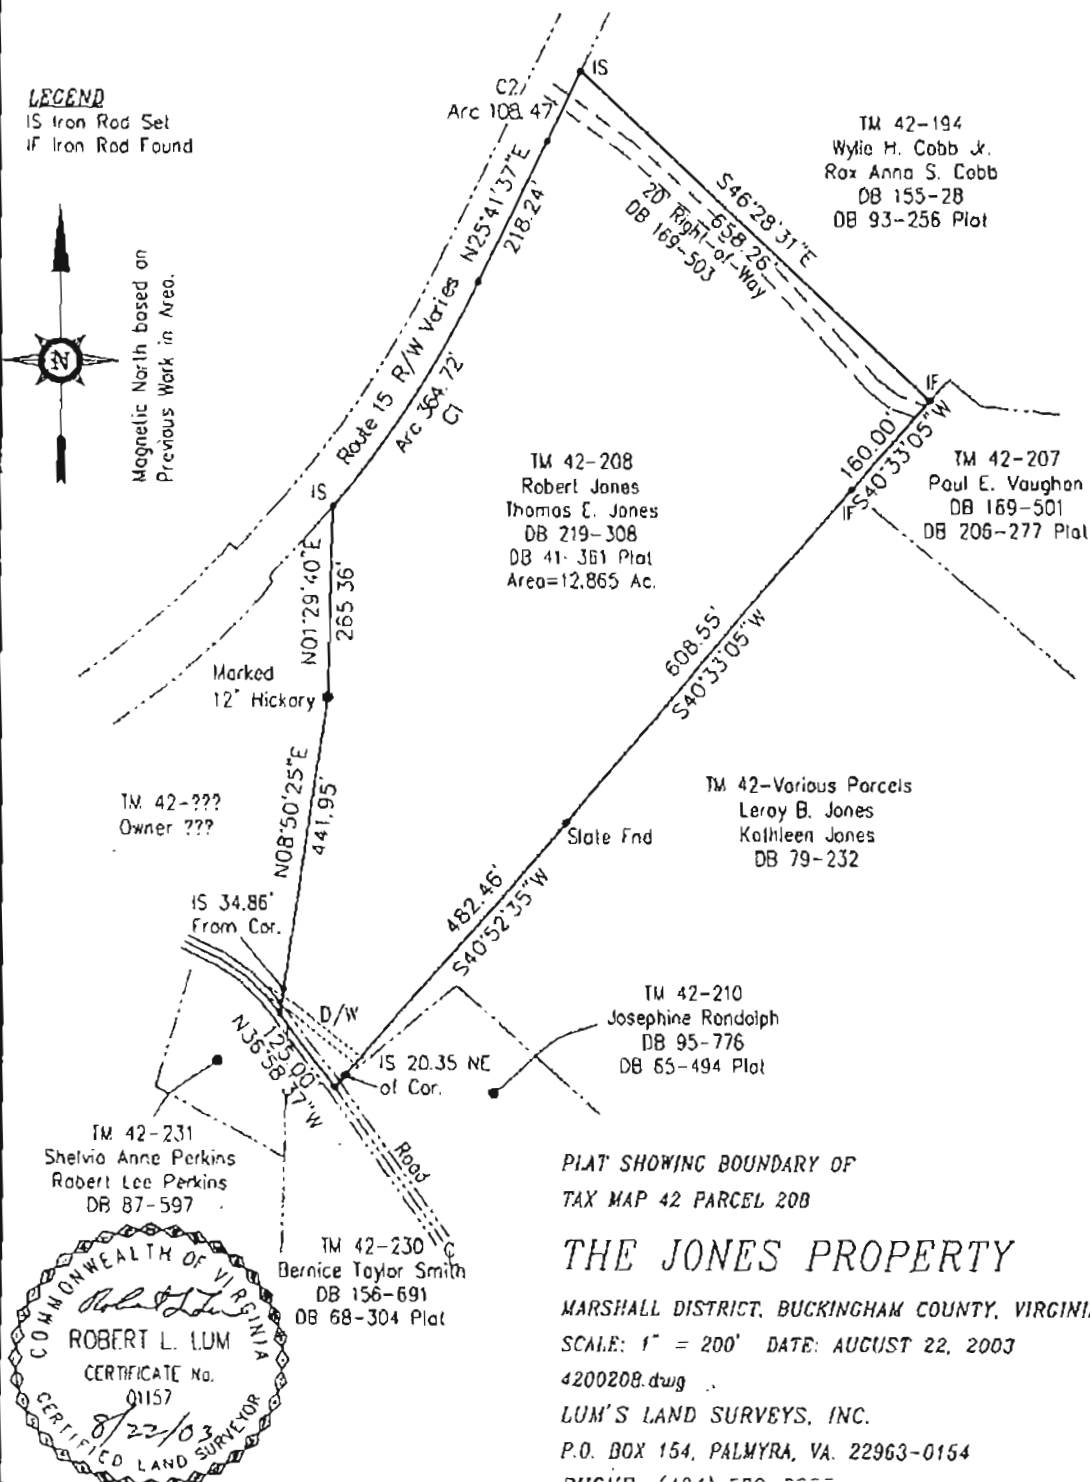 LEGEND
IS Iron Rod Set
IF Iron Rod Found
N
Magnetic North based on
Previous Work in Area.
C2
Arc 108.47'
IS
N25°41'37"E
218.24'
S46°28'31"E
658.26'
20' Right-of-Way
DB 169-503
TM 42-194
Wylie H. Cobb Jr.
Rox Anna S. Cobb
DB 155-28
DB 93-256 Plat
Route 15 R/W Varies
Arc 364.72'
C1
IS
IF
160.00'
S40°33'05"W
IF
TM 42-207
Paul E. Vaughan
DB 169-501
DB 206-277 Plat
TM 42-208
Robert Jones
Thomas E. Jones
DB 219-308
DB 41-361 Plat
Area=12.865 Ac.
N01°29'40"E
265.36'
Marked
12" Hickory
608.55'
S40°33'05"W
TM 42-???
Owner ???
N08°50'25"E
441.95'
TM 42-Various Parcels
Leroy B. Jones
Kathleen Jones
DB 79-232
Slate Fnd
482.46'
S40°52'35"W
IS 34.86'
From Cor.
D/W
125.00'
N36°58'37"W
IS 20.35 NE
of Cor.
TM 42-210
Josephine Randolph
DB 95-776
DB 65-494 Plat
Road
TM 42-231
Shelvia Anne Perkins
Robert Lee Perkins
DB 87-597
TM 42-230
Bernice Taylor Smith
DB 156-691
DB 68-304 Plat
COMMONWEALTH OF VIRGINIA
Robert L Lum
ROBERT L. LUM
CERTIFICATE No.
01157
8/22/03
CERTIFIED LAND SURVEYOR
PLAT SHOWING BOUNDARY OF
TAX MAP 42 PARCEL 208
THE JONES PROPERTY
MARSHALL DISTRICT, BUCKINGHAM COUNTY, VIRGINI
SCALE: 1" = 200' DATE: AUGUST 22, 2003
4200208.dwg
LUM'S LAND SURVEYS, INC.
P.O. BOX 154, PALMYRA, VA. 22963-0154